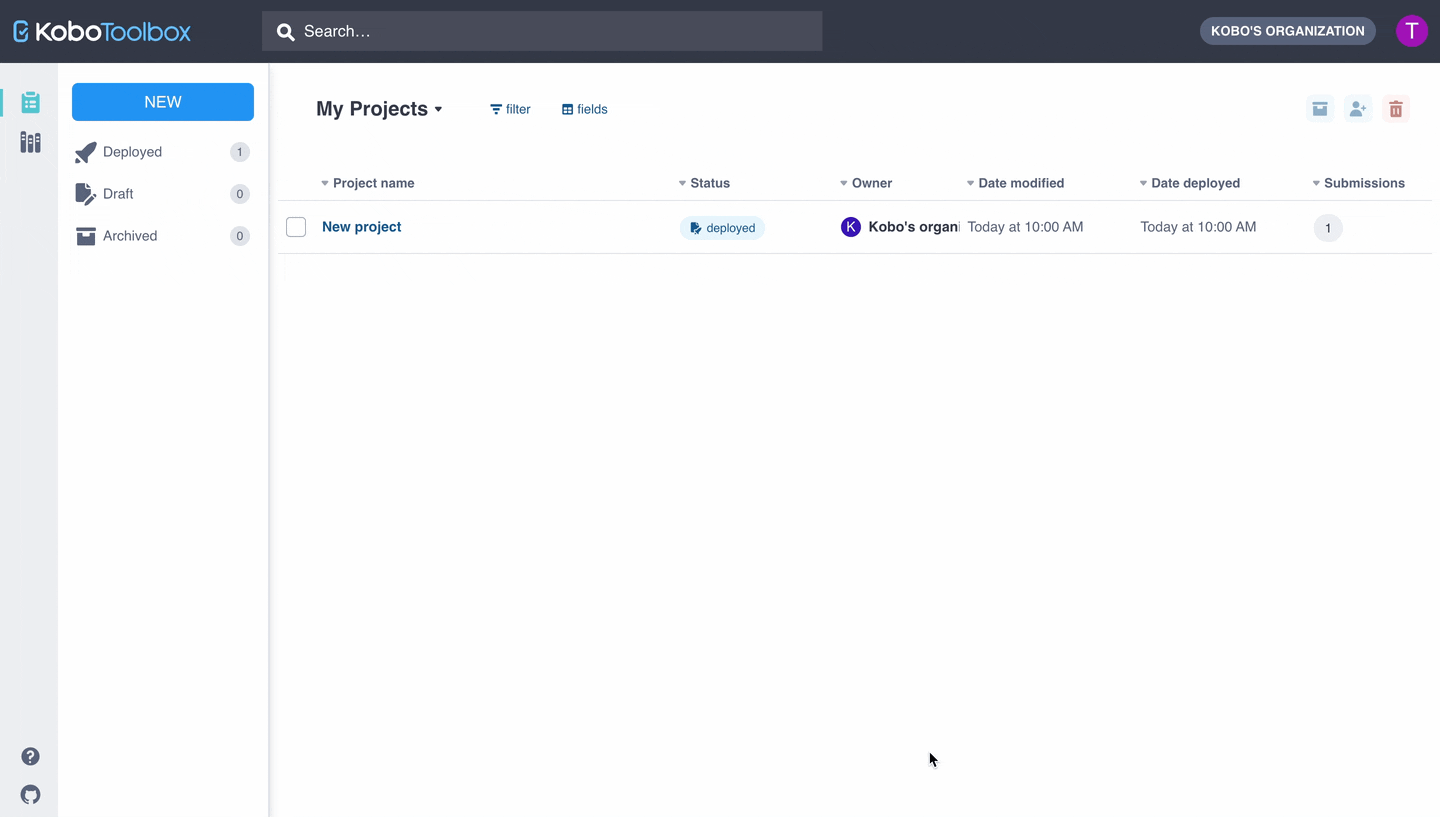 KoboToolbox
Search…
KOBO'S ORGANIZATION
T
NEW
Deployed 1
Draft 0
Archived 0
My Projects
filter
fields
Project name Status Owner Date modified Date deployed Submissions
New project deployed K Kobo's organi Today at 10:00 AM Today at 10:00 AM 1
?